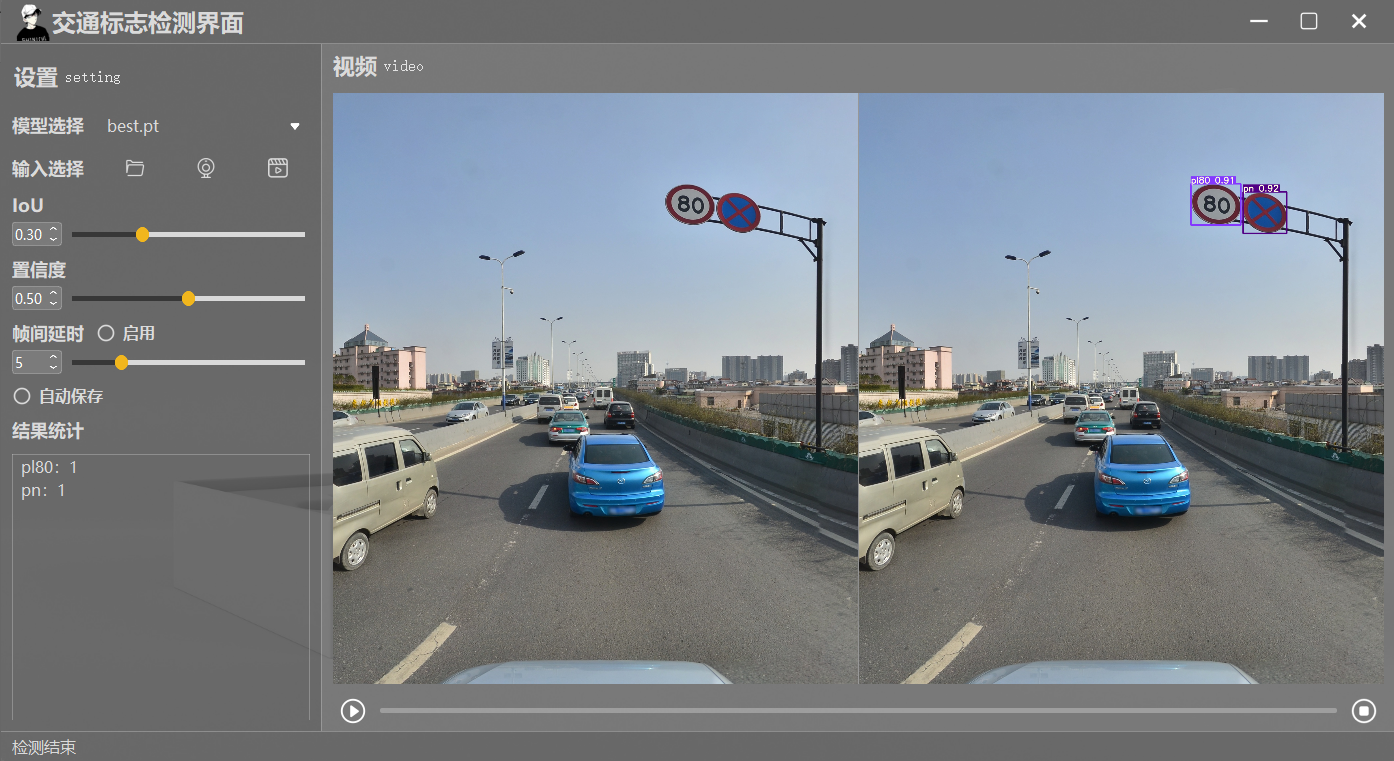 交通标志检测界面
设置 setting
模型选择 best.pt
输入选择
IoU
0.30
置信度
0.50
帧间延时 启用
5
自动保存
结果统计
pl80: 1
pn: 1
检测结束
视频 video
80
pl80 0.91
pn 0.92
80